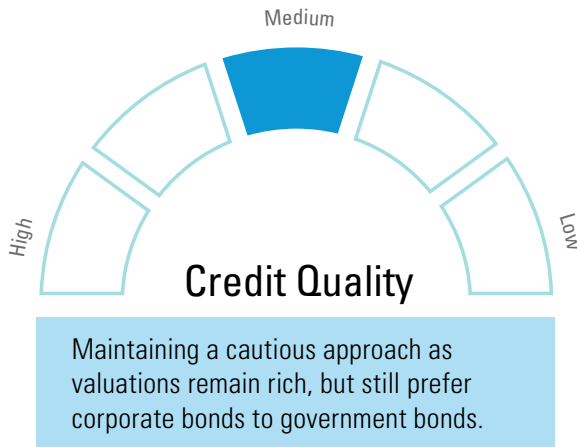 Medium
High
Low
Credit Quality
Maintaining a cautious approach as
valuations remain rich, but still prefer
corporate bonds to government bonds.